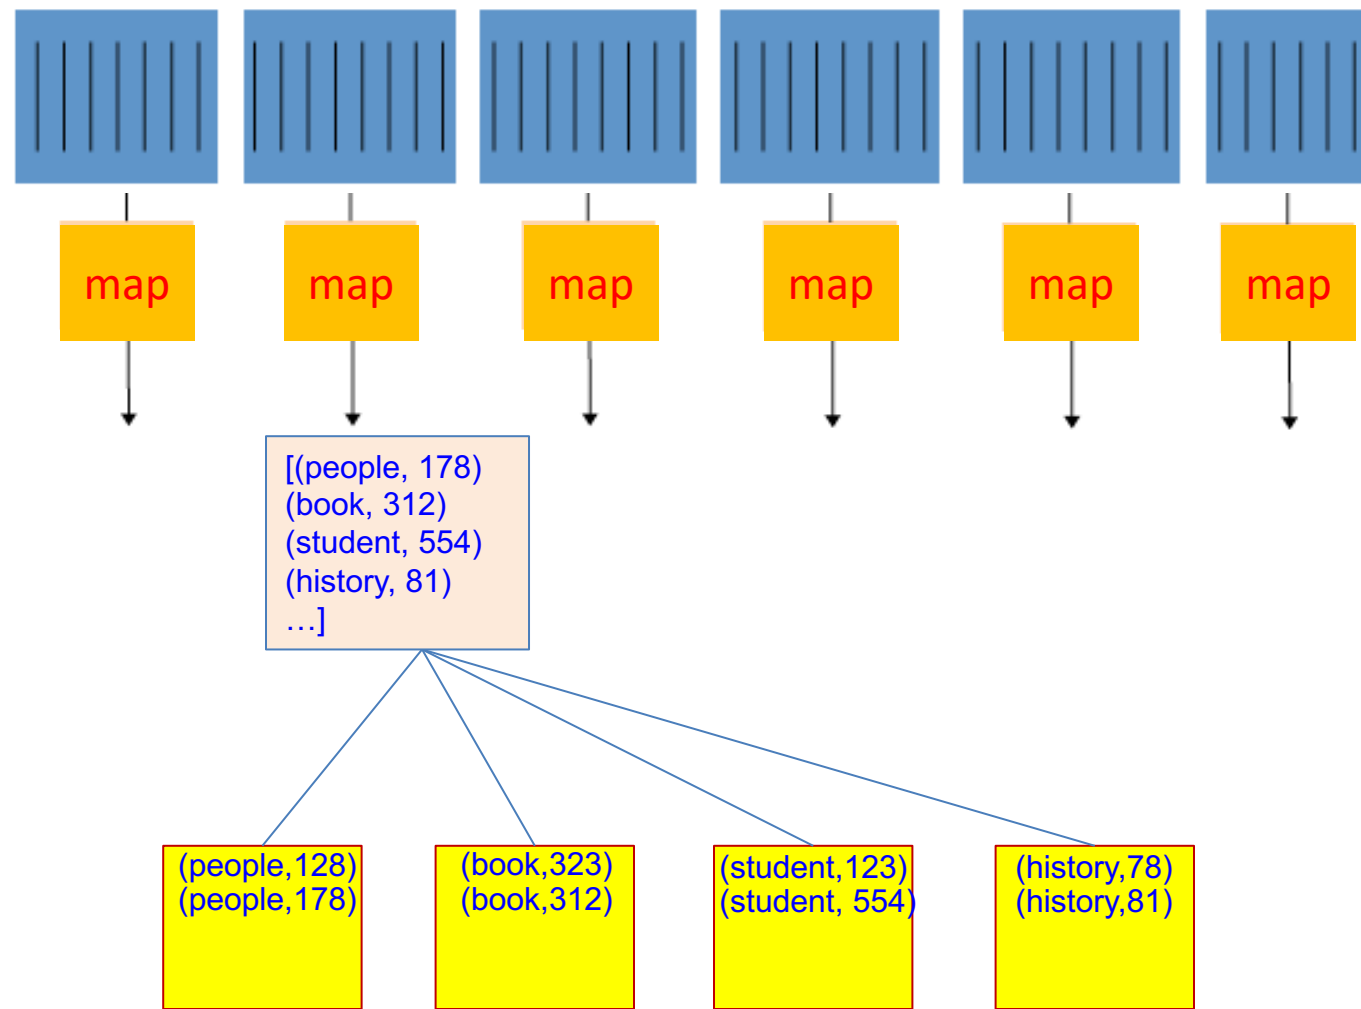 map
map
map
map
map
map
[(people, 178)
(book, 312)
(student, 554)
(history, 81)
…]
(people,128)
(people,178)
(book,323)
(book,312)
(student,123)
(student, 554)
(history,78)
(history,81)